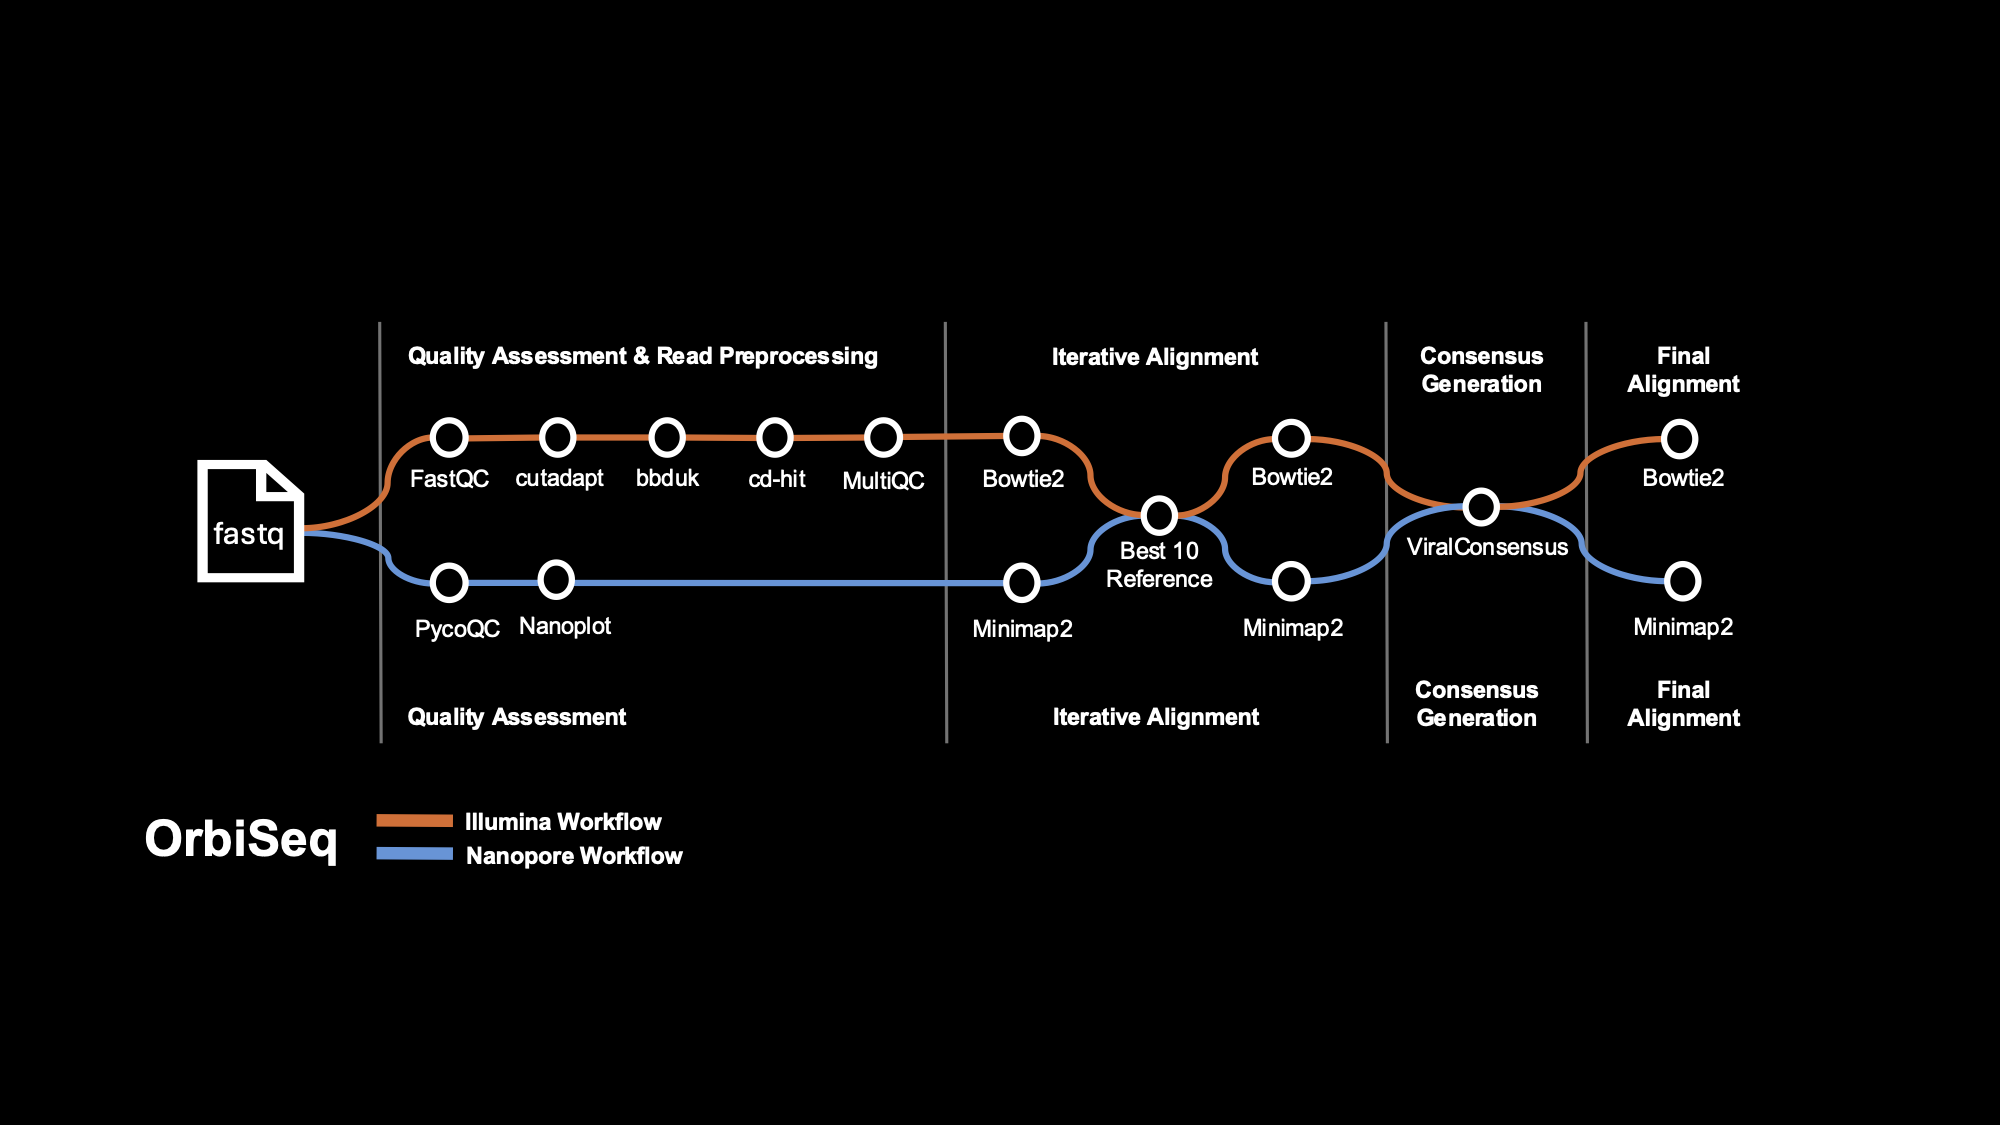 Quality Assessment & Read Preprocessing
Iterative Alignment
Consensus
Generation
Final
Alignment
FastQC
cutadapt
bbduk
cd-hit
MultiQC
Bowtie2
Bowtie2
Bowtie2
fastq
Best 10
Reference
ViralConsensus
PycoQC
Nanoplot
Minimap2
Minimap2
Minimap2
Quality Assessment
Iterative Alignment
Consensus
Generation
Final
Alignment
OrbiSeq
Illumina Workflow
Nanopore Workflow